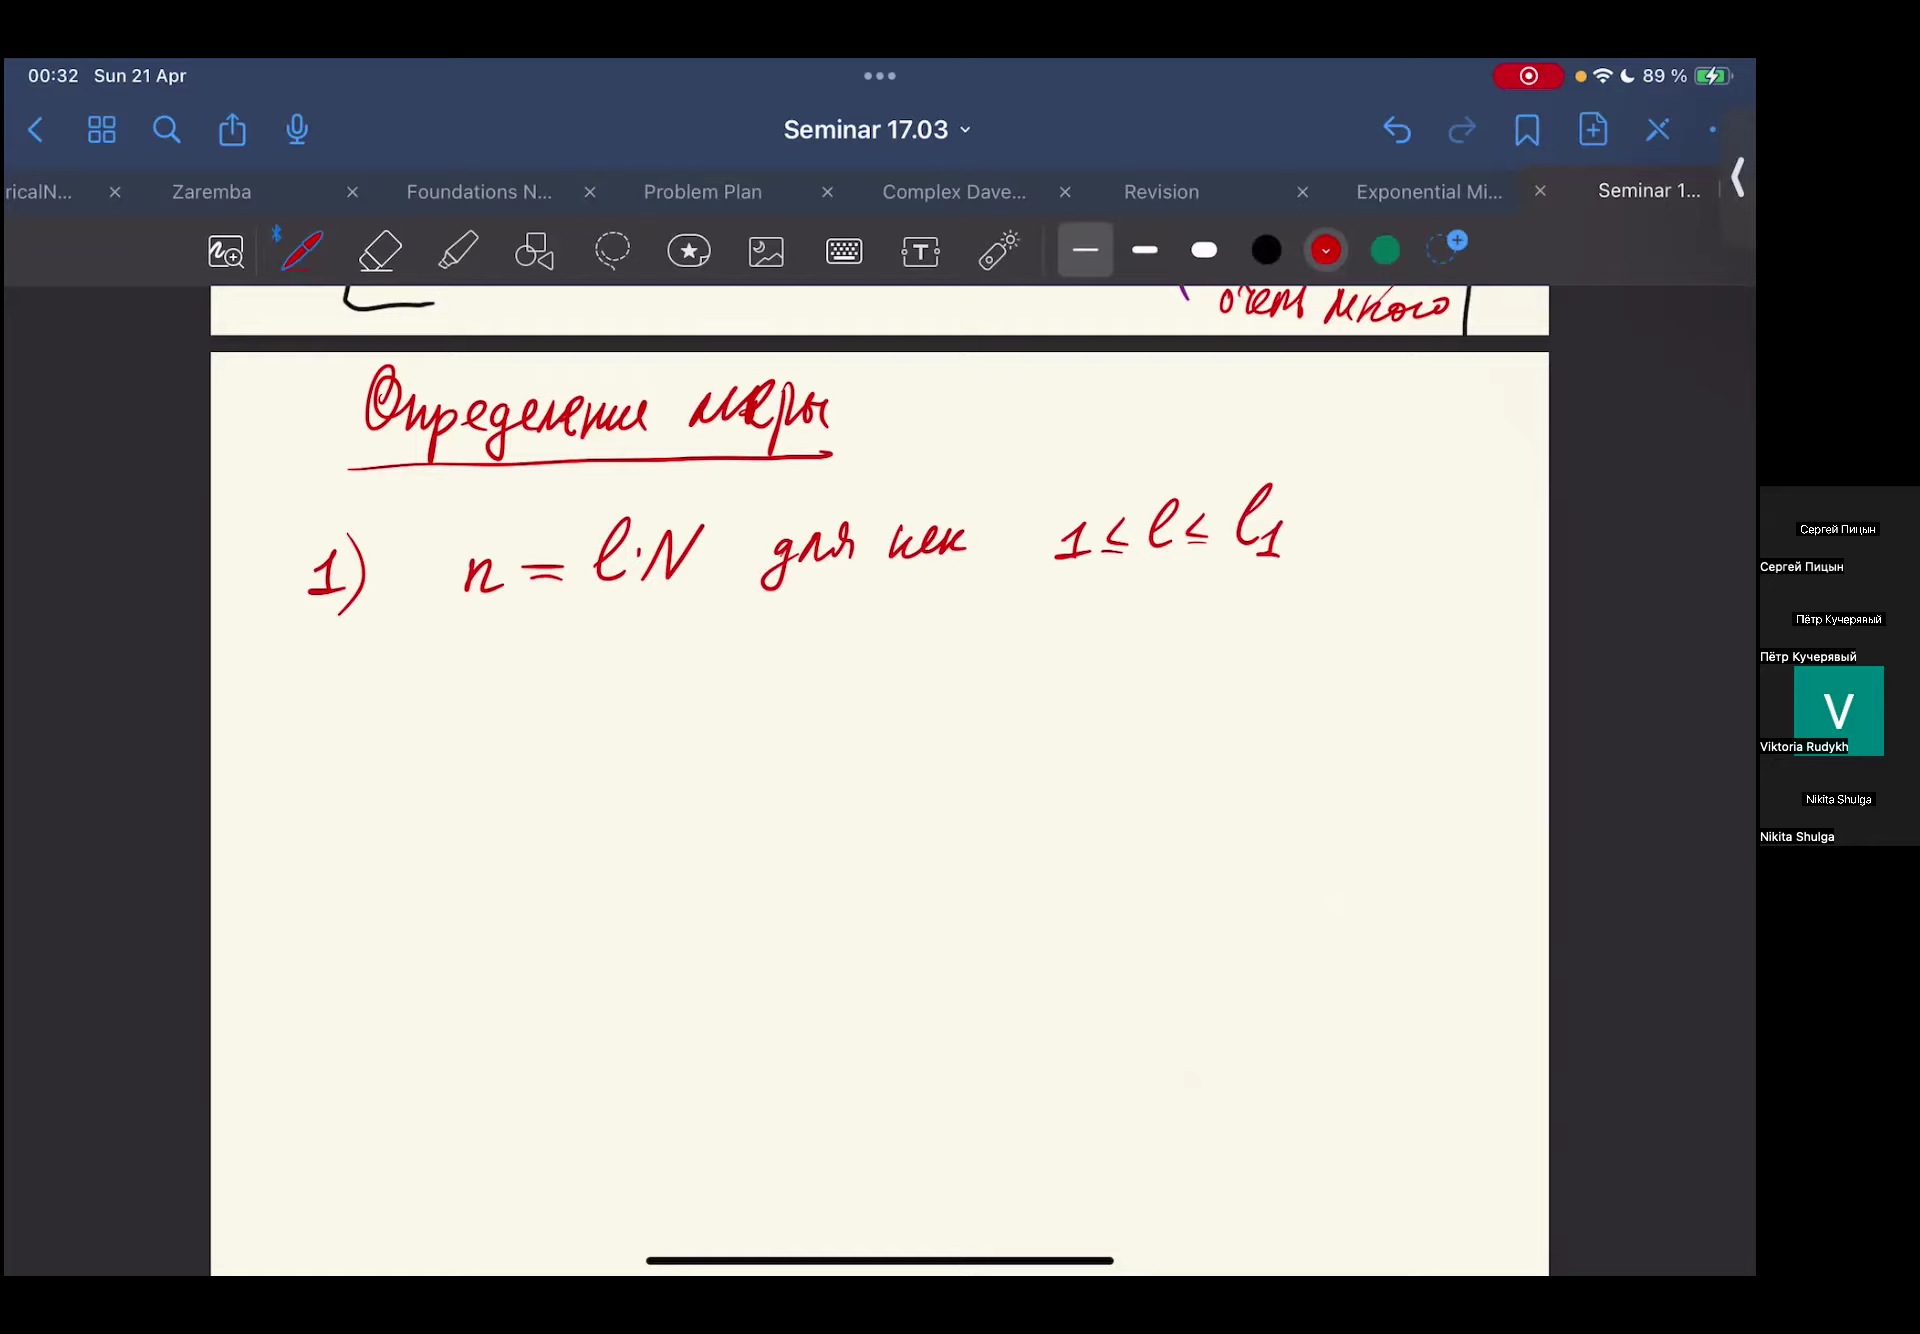 00:32 Sun 21 Apr
89 %
Seminar 17.03
ricalN...
Zaremba
Foundations N...
Problem Plan
Complex Dave...
Revision
Exponential Mi...
Seminar 1...
много
Определение меры
1) n = ℓ·N для нек 1 ≤ ℓ ≤ ℓ₁
Сергей Пицын
Сергей Пицын
Пётр Кучерявый
Пётр Кучерявый
V
Viktoria Rudykh
Nikita Shulga
Nikita Shulga